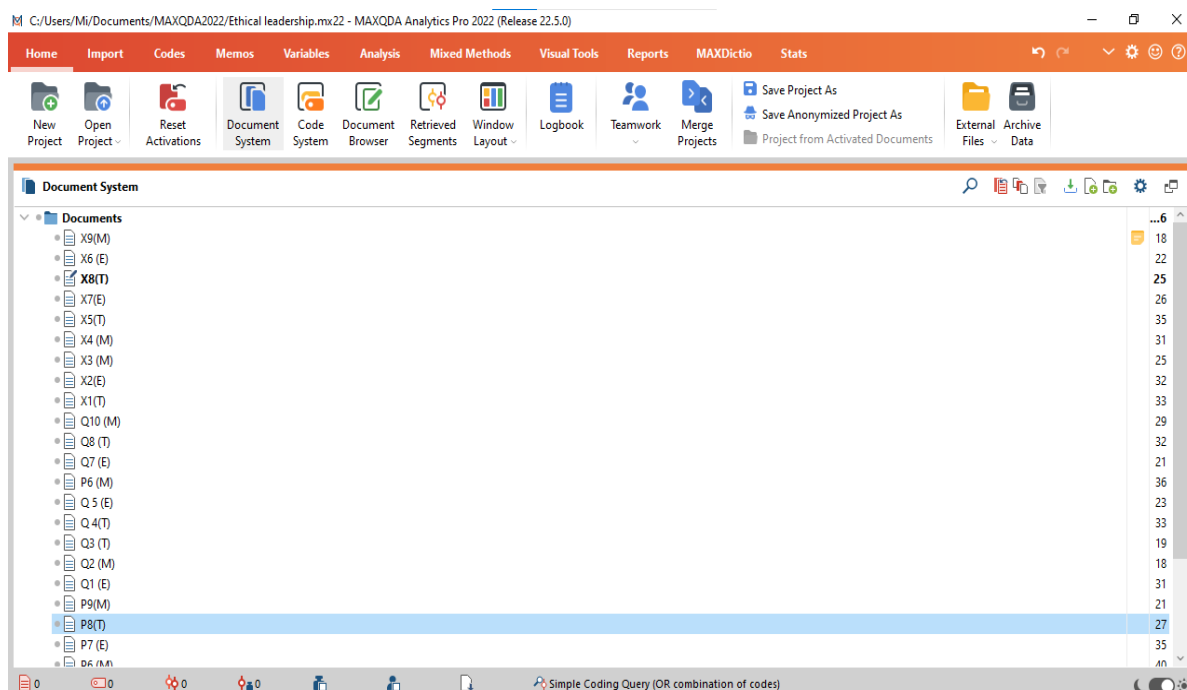 C:/Users/Mi/Documents/MAXQDA2022/Ethical leadership.mx22 - MAXQDA Analytics Pro 2022 (Release 22.5.0)
Home Import Codes Memos Variables Analysis Mixed Methods Visual Tools Reports MAXDictio Stats
New Project
Open Project
Reset Activations
Document System
Code System
Document Browser
Retrieved Segments
Window Layout
Logbook
Teamwork
Merge Projects
Save Project As
Save Anonymized Project As
Project from Activated Documents
External Files
Archive Data
Document System
Documents ...6
X9(M) 18
X6 (E) 22
X8(T) 25
X7(E) 26
X5(T) 35
X4 (M) 31
X3 (M) 25
X2(E) 32
X1(T) 33
Q10 (M) 29
Q8 (T) 32
Q7 (E) 21
P6 (M) 36
Q 5 (E) 23
Q 4(T) 33
Q3 (T) 19
Q2 (M) 18
Q1 (E) 31
P9(M) 21
P8(T) 27
P7 (E) 35
P6 (M) 40
0 0 0 0 Simple Coding Query (OR combination of codes)